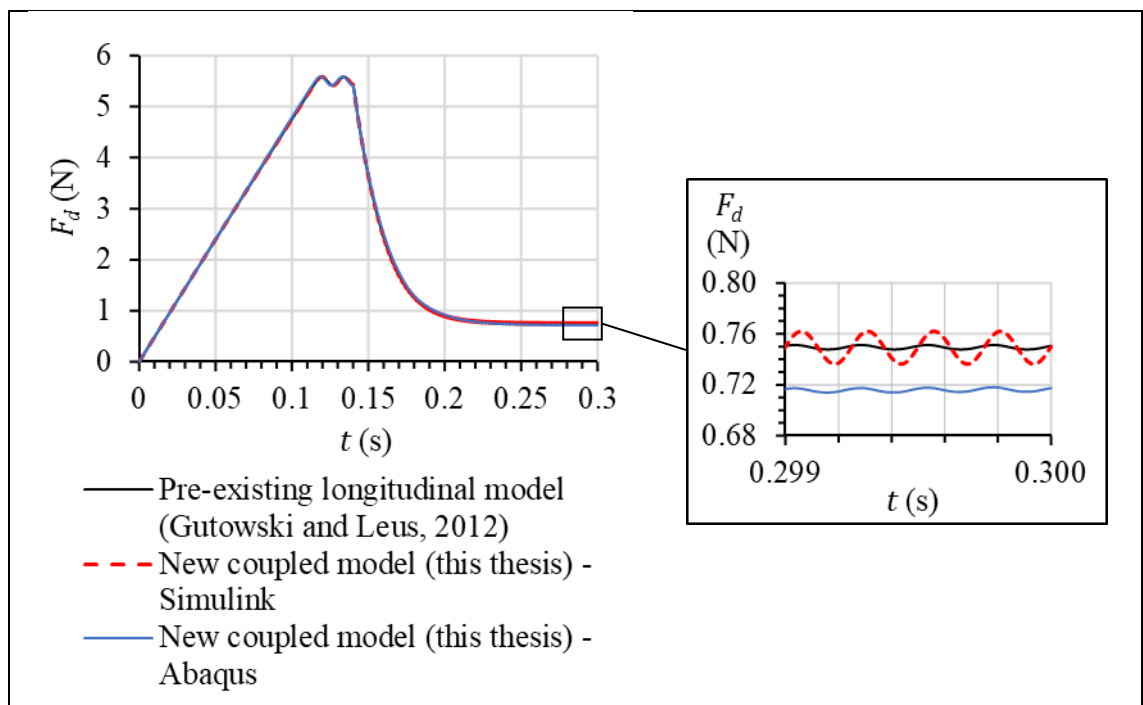 6
5
4
3
2
1
0
F_d (N)
0 0.05 0.1 0.15 0.2 0.25 0.3
t (s)
F_d
(N)
0.80
0.76
0.72
0.68
0.299 0.300
t (s)
Pre-existing longitudinal model
(Gutowski and Leus, 2012)
New coupled model (this thesis) -
Simulink
New coupled model (this thesis) -
Abaqus